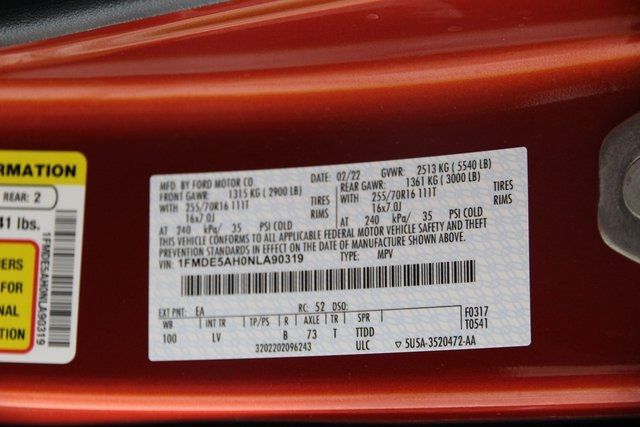 RMATION
REAR: 2
41 lbs.
IERS
FOR
NAL
TION
1FMDE5AH0NLA90319
MFD. BY FORD MOTOR CO.
DATE: 02/22 GVWR: 2513 KG ( 5540 LB)
FRONT GAWR: 1315 KG ( 2900 LB) REAR GAWR: 1361 KG ( 3000 LB)
WITH 255/70R16 111T TIRES WITH 255/70R16 111T TIRES
16x7.0J RIMS 16x7.0J RIMS
AT 240 kPa/ 35 PSI COLD AT 240 kPa/ 35 PSI COLD
THIS VEHICLE CONFORMS TO ALL APPLICABLE FEDERAL MOTOR VEHICLE SAFETY AND THEFT
PREVENTION STANDARDS IN EFFECT ON THE DATE OF MANUFACTURE SHOWN ABOVE.
VIN: 1FMDE5AH0NLA90319 TYPE: MPV
EXT PNT: EA RC: 52 DSO: F0317
WB INT TR TP/PS R AXLE TR SPR T0541
100 LV B 73 T TTDD
3202202096243 ULC ▽ 5U5A-3520472-AA